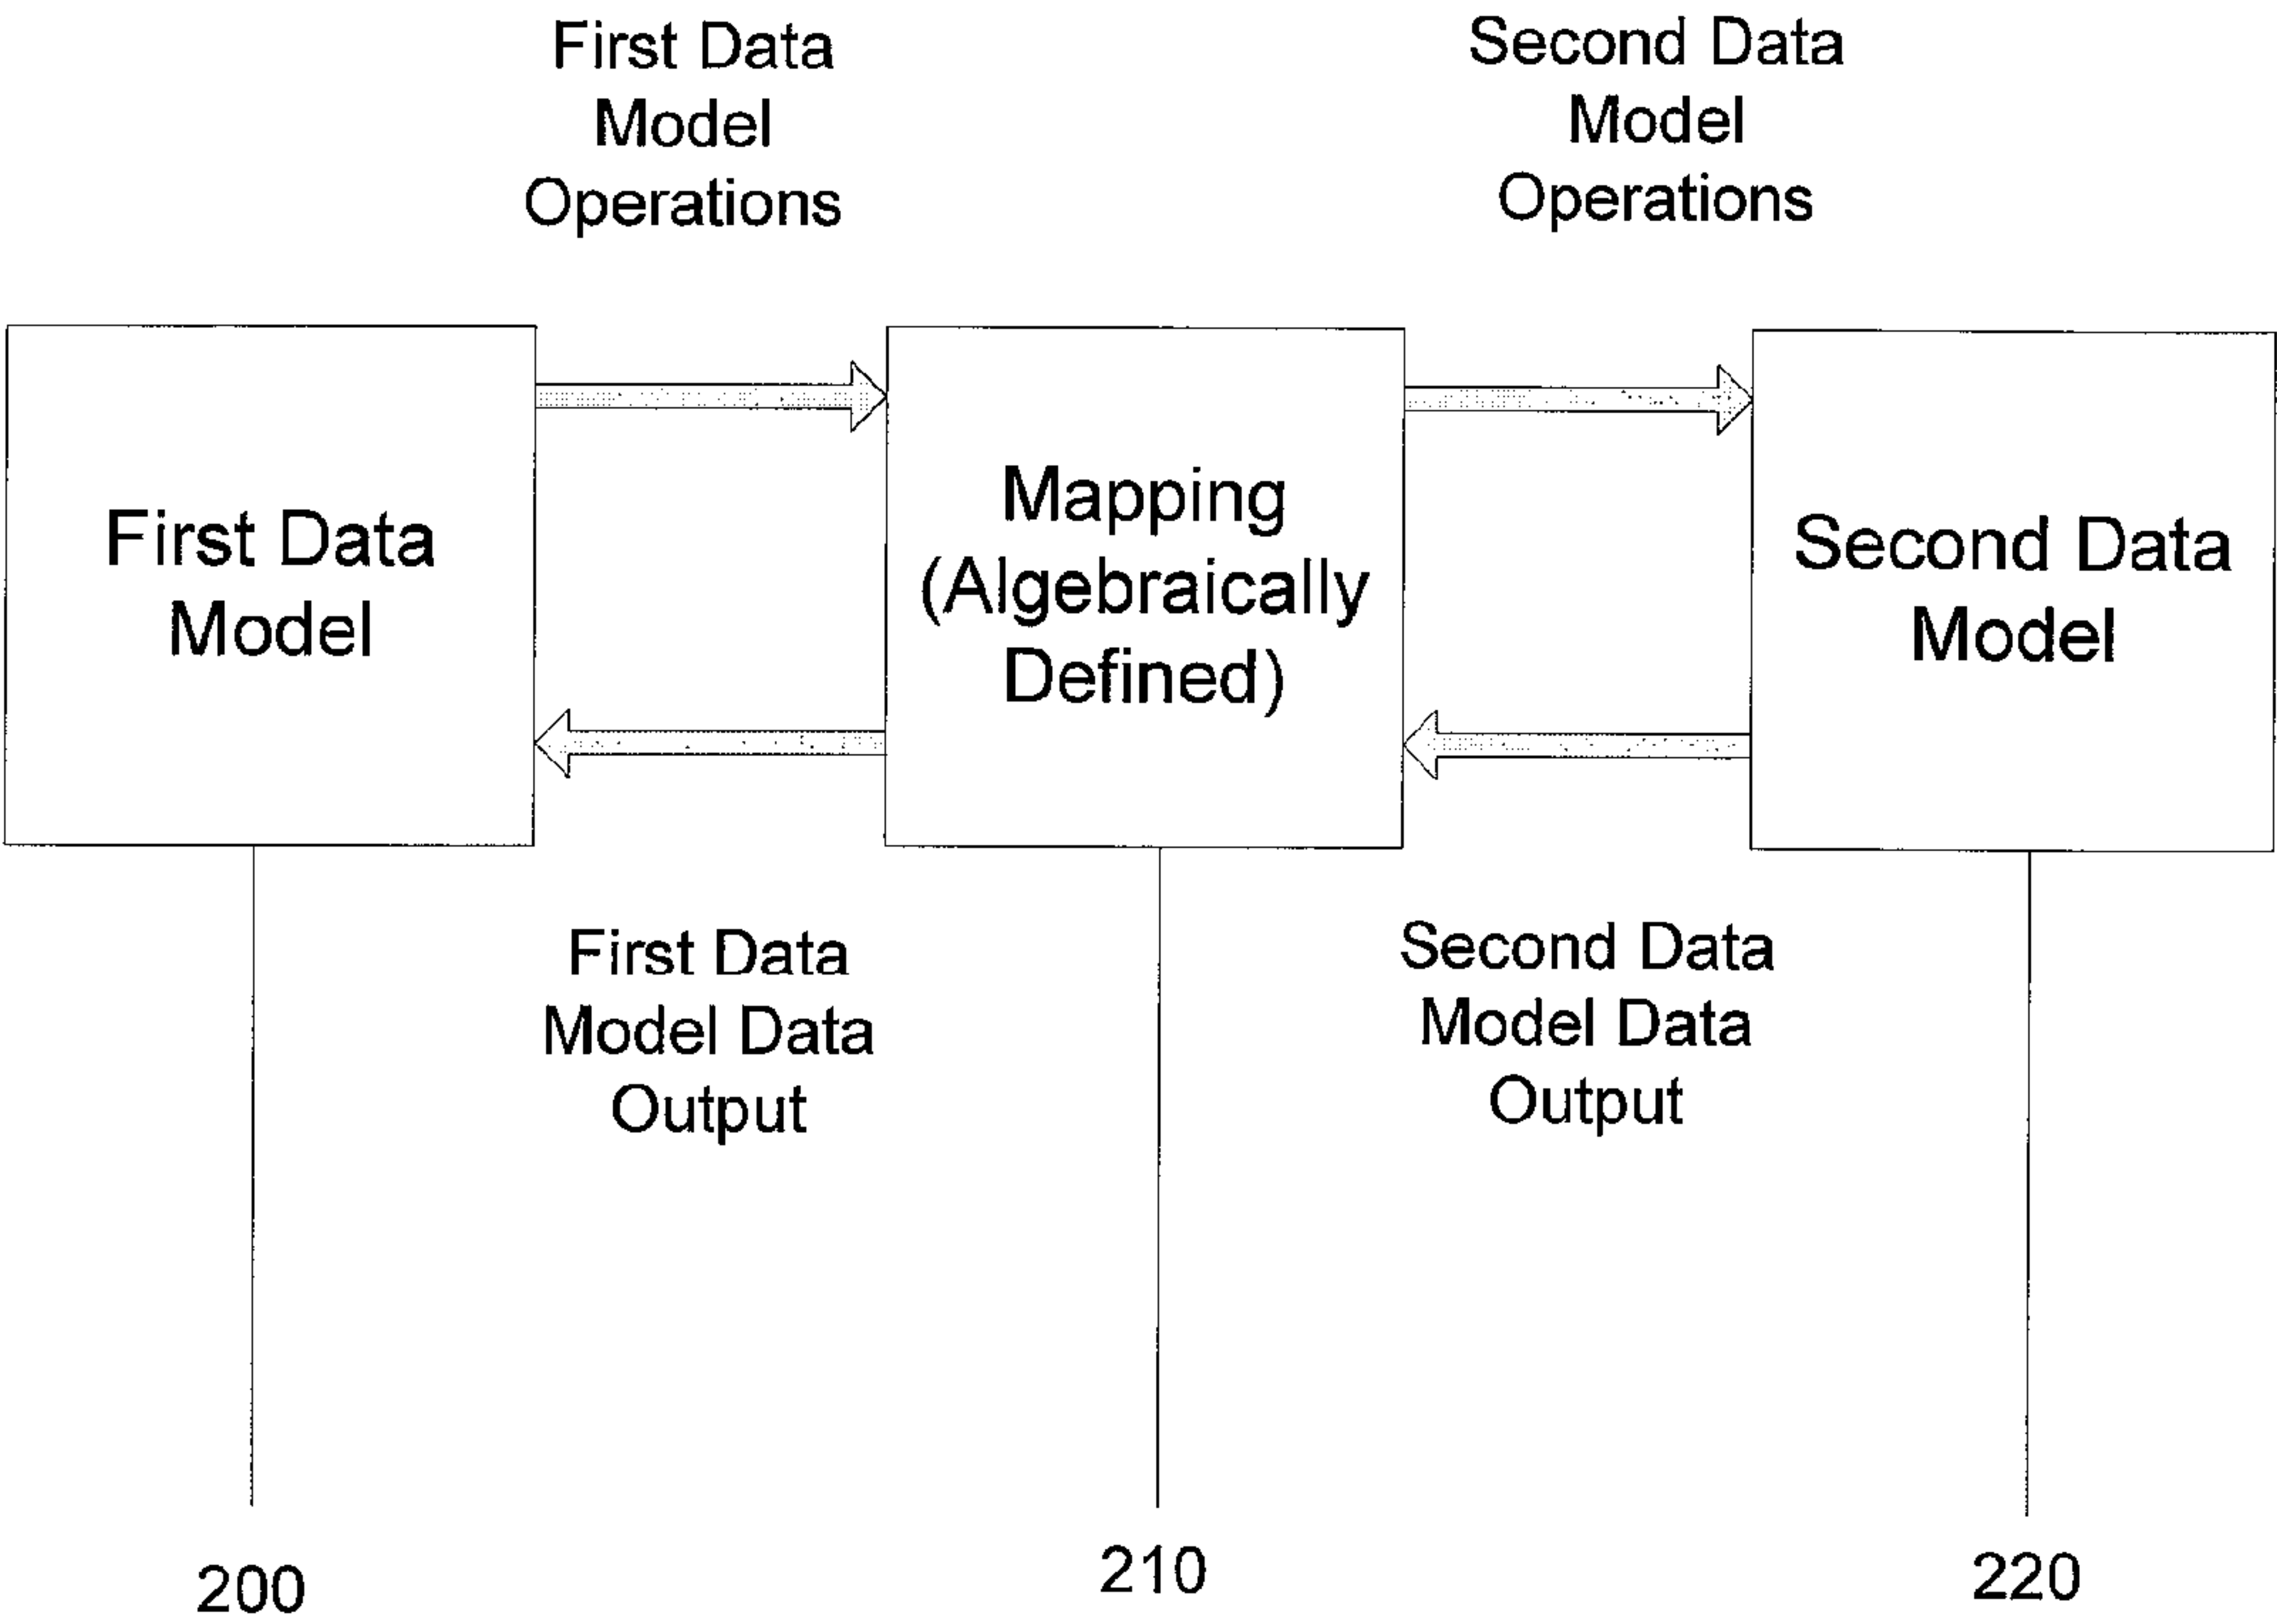 First Data
Model
Operations
Second Data
Model
Operations
First Data
Model
Mapping
(Algebraically
Defined)
Second Data
Model
First Data
Model Data
Output
Second Data
Model Data
Output
200
210
220